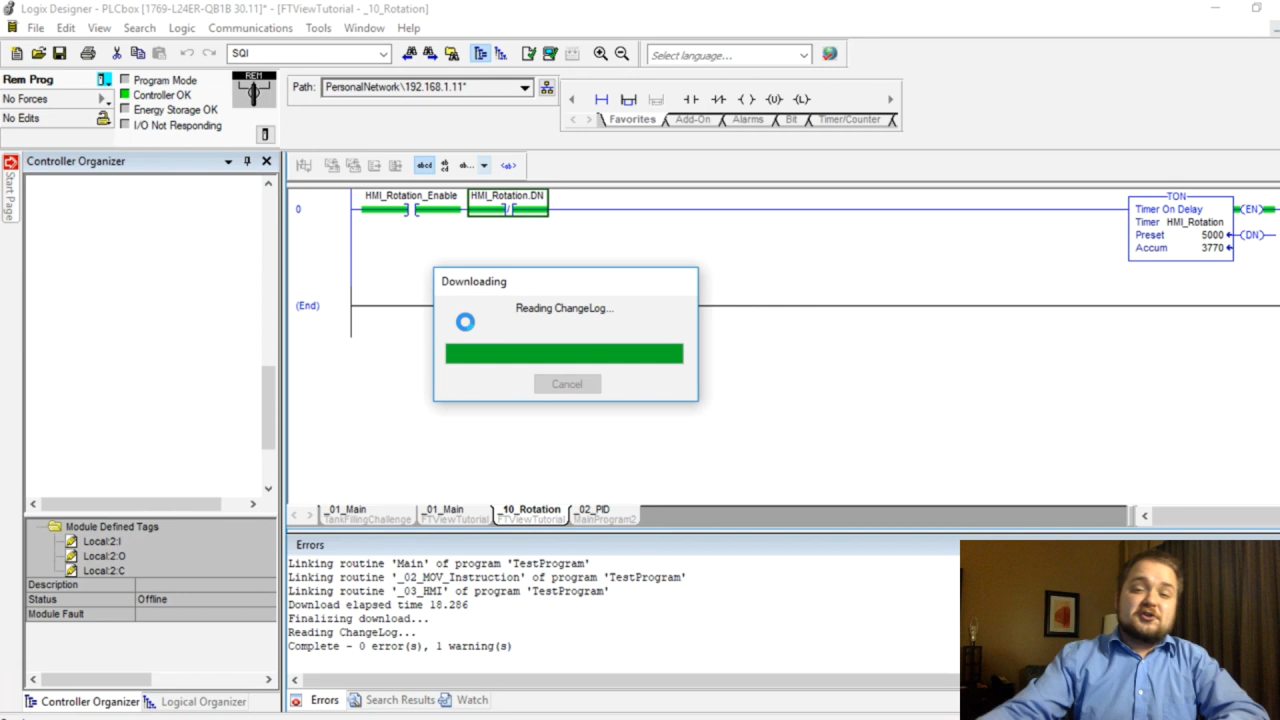 Logix Designer - PLCbox [1769-L24ER-QB1B 30.11]* - [FTViewTutorial - _10_Rotation]
File Edit View Search Logic Communications Tools Window Help
SQI
Select language...
Rem Prog
Program Mode
REM
No Forces
Controller OK
Energy Storage OK
No Edits
I/O Not Responding
Path: PersonalNetwork\192.168.1.11*
Favorites Add-On Alarms Bit Timer/Counter
Start Page
Controller Organizer
abcd
ab
cd
ab...
<ab>
HMI_Rotation_Enable HMI_Rotation.DN
0
TON
Timer On Delay
Timer HMI_Rotation
Preset 5000
Accum 3770
(EN)
(DN)
(End)
Downloading
Reading ChangeLog...
Cancel
_01_Main _01_Main _10_Rotation _02_PID
TankFillingChallenge FTViewTutorial FTViewTutorial MainProgram2
Module Defined Tags
Local:2:I
Local:2:O
Local:2:C
Description
Status Offline
Module Fault
Controller Organizer Logical Organizer
Errors
Linking routine 'Main' of program 'TestProgram'
Linking routine '_02_MOV_Instruction' of program 'TestProgram'
Linking routine '_03_HMI' of program 'TestProgram'
Download elapsed time 18.286
Finalizing download...
Reading ChangeLog...
Complete - 0 error(s), 1 warning(s)
Errors Search Results Watch